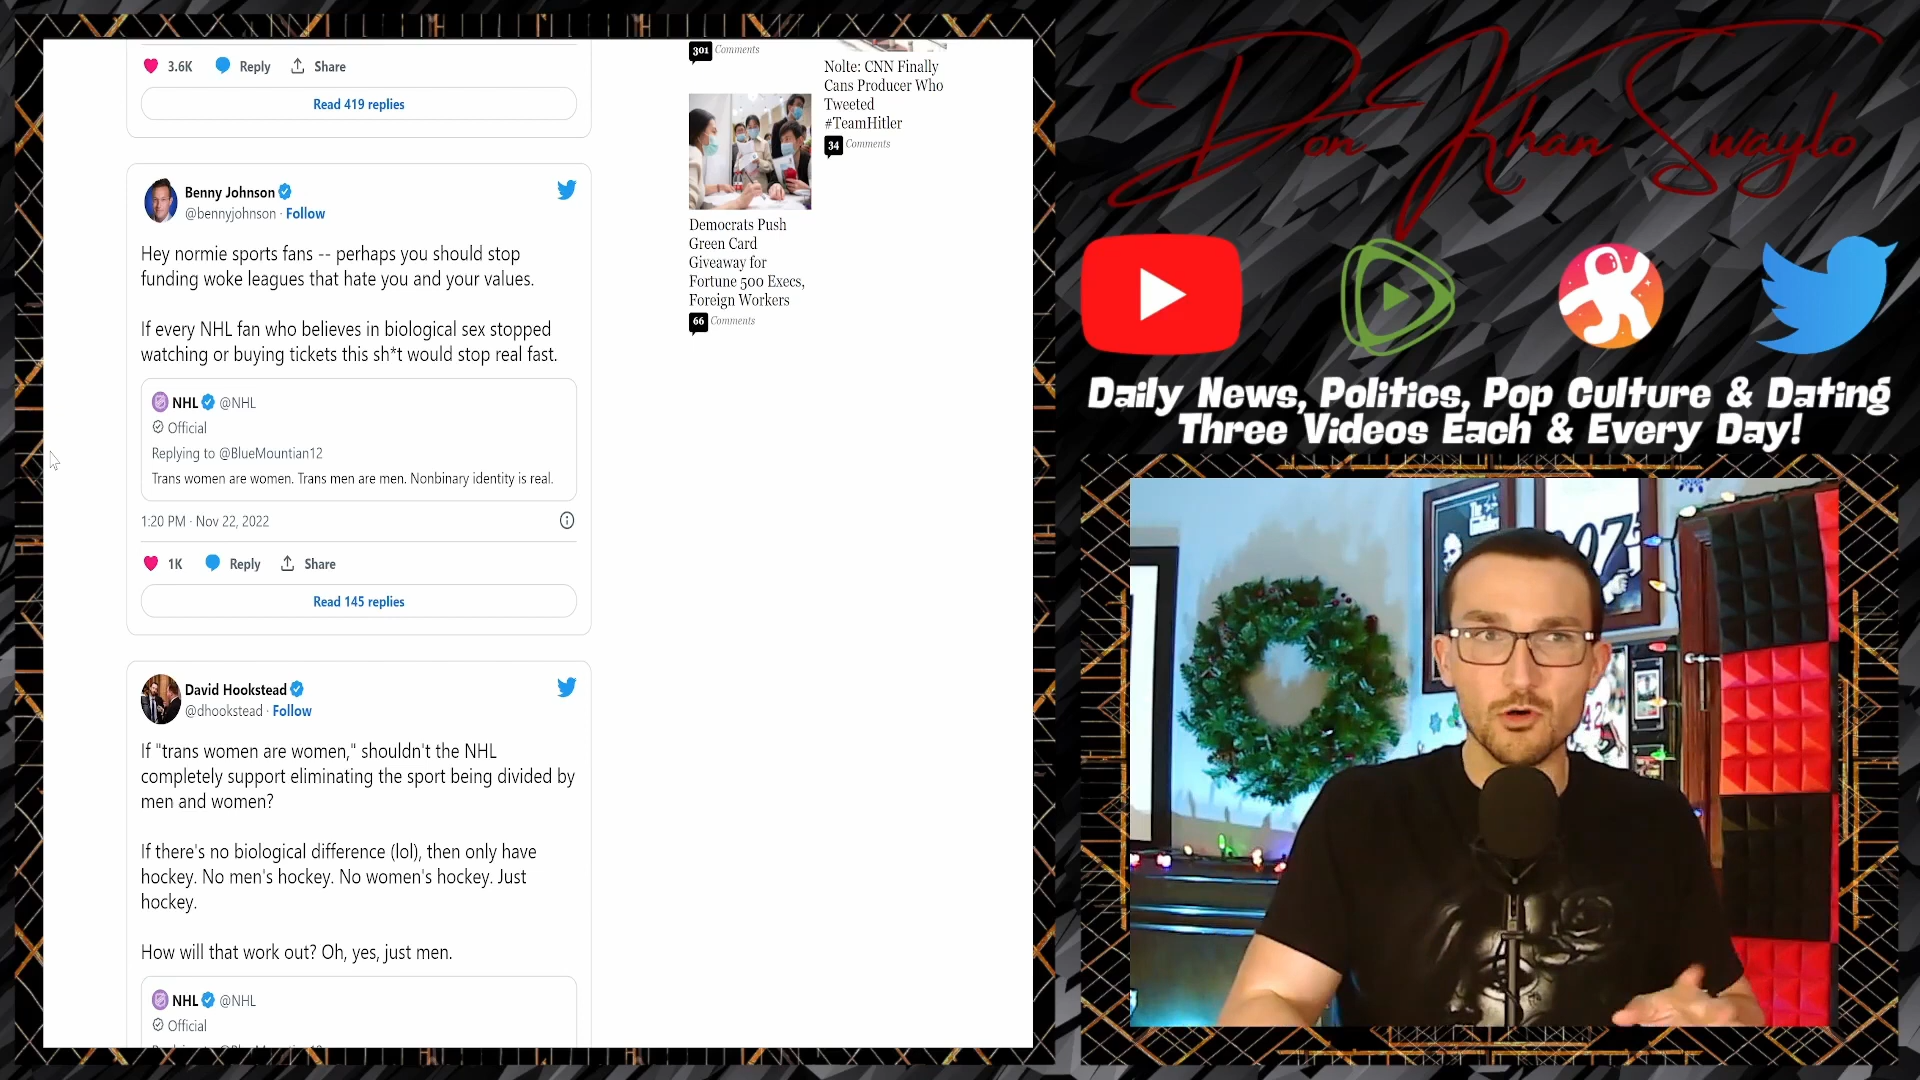 3.6K Reply Share
Read 419 replies
Benny Johnson
@bennyjohnson · Follow
Hey normie sports fans -- perhaps you should stop
funding woke leagues that hate you and your values.
If every NHL fan who believes in biological sex stopped
watching or buying tickets this sh*t would stop real fast.
NHL @NHL
Official
Replying to @BlueMountian12
Trans women are women. Trans men are men. Nonbinary identity is real.
1:20 PM · Nov 22, 2022
1K Reply Share
Read 145 replies
David Hookstead
@dhookstead · Follow
If "trans women are women," shouldn't the NHL
completely support eliminating the sport being divided by
men and women?
If there's no biological difference (lol), then only have
hockey. No men's hockey. No women's hockey. Just
hockey.
How will that work out? Oh, yes, just men.
NHL @NHL
Official
301 Comments
Democrats Push
Green Card
Giveaway for
Fortune 500 Execs,
Foreign Workers
66 Comments
Nolte: CNN Finally
Cans Producer Who
Tweeted
#TeamHitler
34 Comments
Don Khan Swaylo
Daily News, Politics, Pop Culture & Dating
Three Videos Each & Every Day!
007